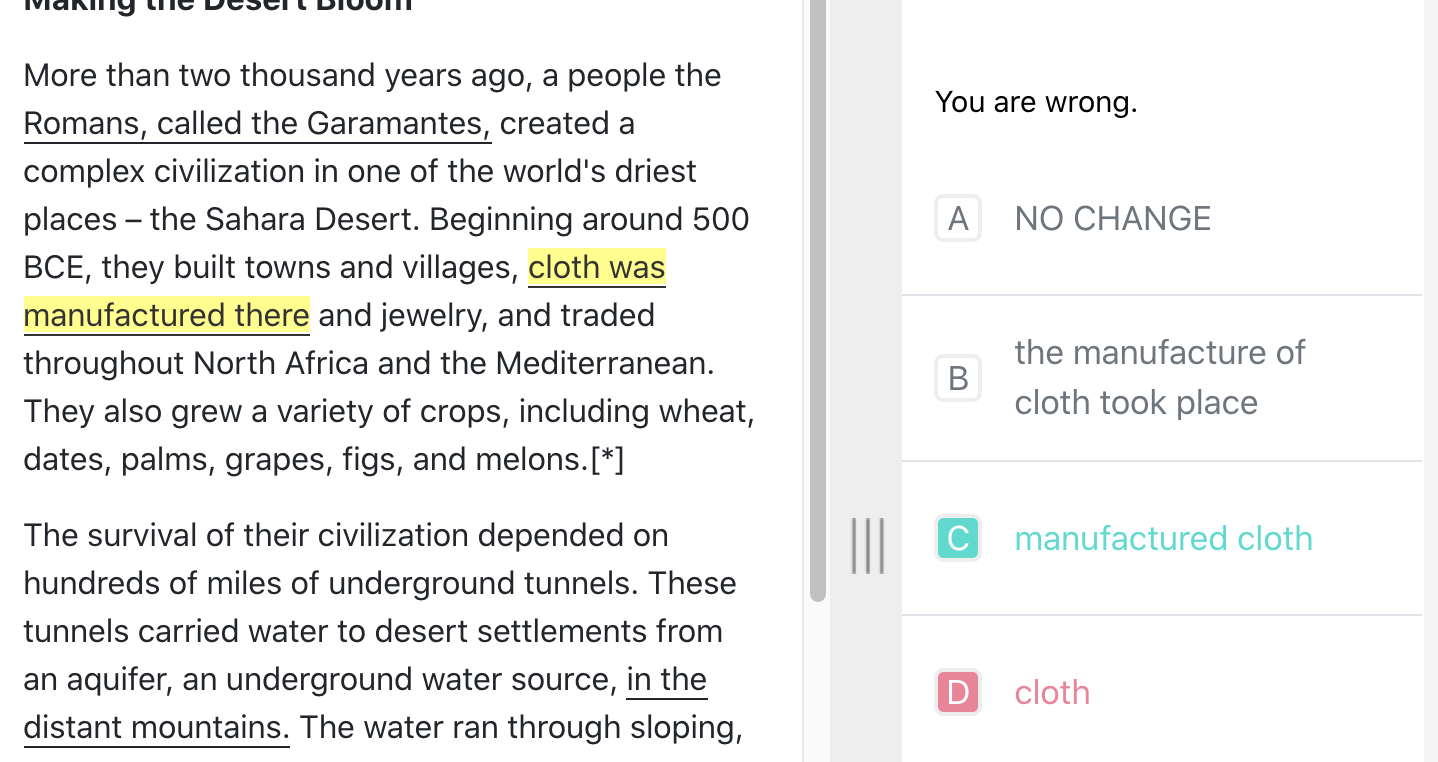 Making the Desert Bloom
More than two thousand years ago, a people the
Romans, called the Garamantes, created a
complex civilization in one of the world's driest
places – the Sahara Desert. Beginning around 500
BCE, they built towns and villages, cloth was
manufactured there and jewelry, and traded
throughout North Africa and the Mediterranean.
They also grew a variety of crops, including wheat,
dates, palms, grapes, figs, and melons.[*]
The survival of their civilization depended on
hundreds of miles of underground tunnels. These
tunnels carried water to desert settlements from
an aquifer, an underground water source, in the
distant mountains. The water ran through sloping,
You are wrong.
A NO CHANGE
B the manufacture of
cloth took place
C manufactured cloth
D cloth